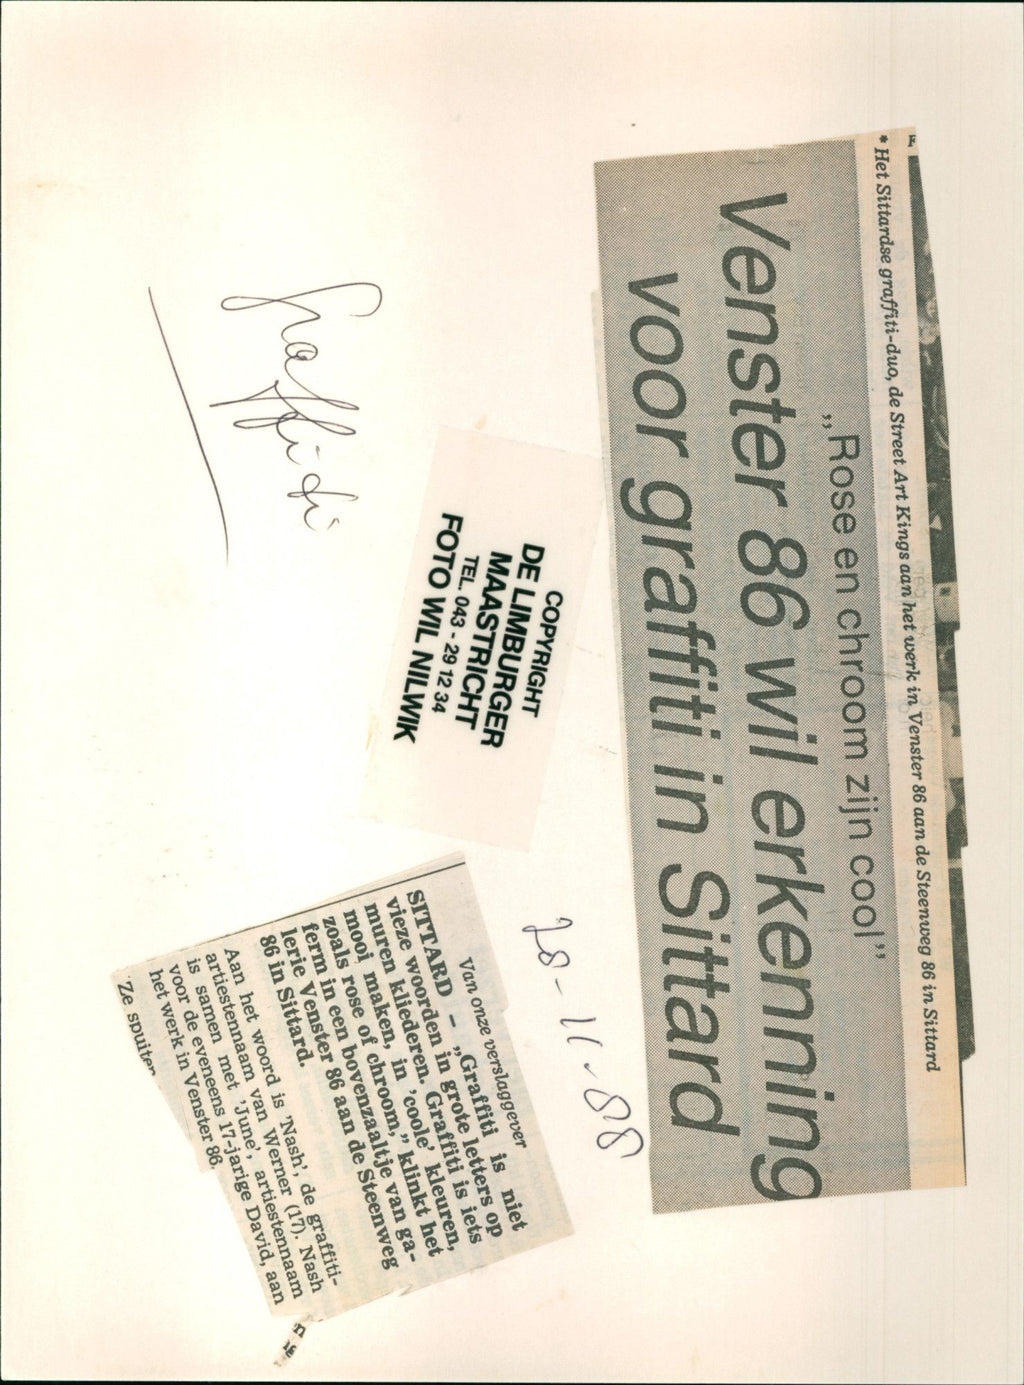 * Het Sittardse graffiti-duo, de Street Art Kings aan het werk in Venster 86 aan de Steenweg 86 in Sittard
„Rose en chroom zijn cool”
Venster 86 wil erkenning
voor graffiti in Sittard
COPYRIGHT
DE LIMBURGER
MAASTRICHT
TEL. 043 - 29 12 34
FOTO WIL NILWIK
28-11-88
Van onze verslaggever
SITTARD – „Graffiti is niet
vieze woorden in grote letters op
muren kliederen. Graffiti is iets
mooi maken, in 'coole' kleuren,
zoals rose of chroom,” klinkt het
ferm in een bovenzaaltje van ga-
lerie Venster 86 aan de Steenweg
86 in Sittard.
Aan het woord is 'Nash', de graffiti-
artiestennaam van Werner (17). Nash
is samen met 'June', artiestennaam
voor de eveneens 17-jarige David, aan
het werk in Venster 86.
Ze spuiten